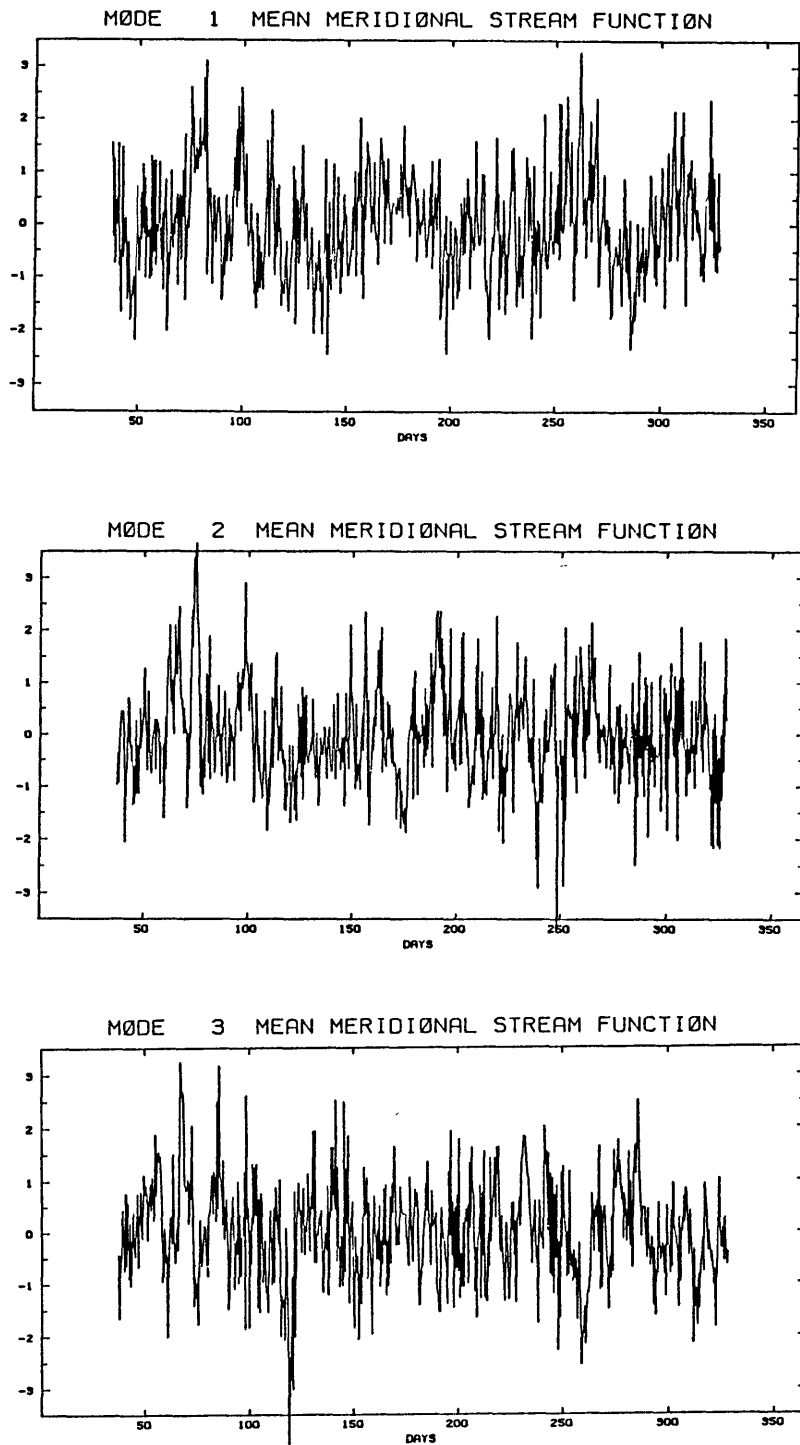 MØDE 1 MEAN MERIDIØNAL STREAM FUNCTIØN
3
2
1
0
-1
-2
-3
50 100 150 200 250 300 350
DAYS
MØDE 2 MEAN MERIDIØNAL STREAM FUNCTIØN
3
2
1
0
-1
-2
-3
50 100 150 200 250 300 350
DAYS
MØDE 3 MEAN MERIDIØNAL STREAM FUNCTIØN
3
2
1
0
-1
-2
-3
50 100 150 200 250 300 350
DAYS